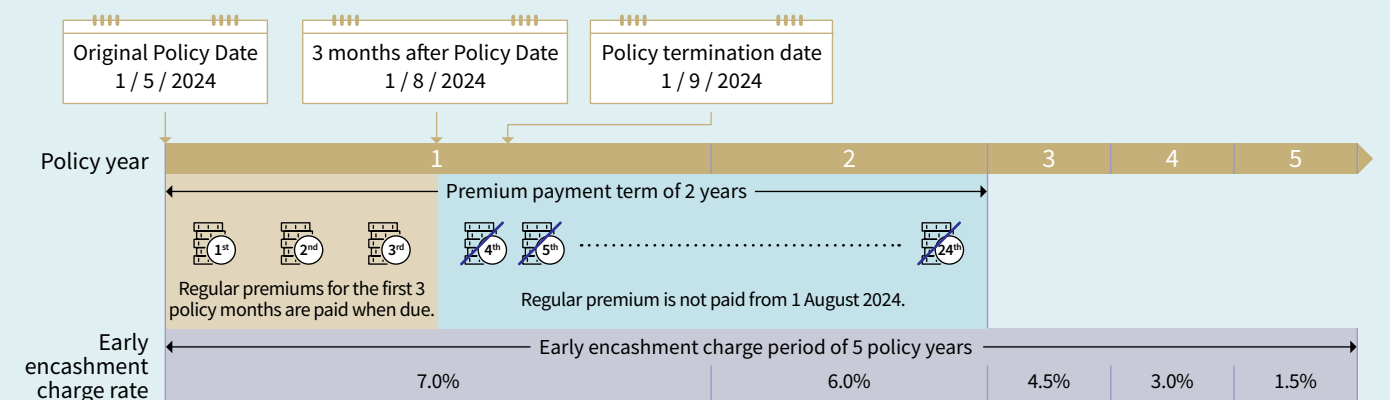 Original Policy Date
1 / 5 / 2024
3 months after Policy Date
1 / 8 / 2024
Policy termination date
1 / 9 / 2024
Policy year
1
2
3
4
5
Premium payment term of 2 years
1st
2nd
3rd
4th
5th
24th
Regular premiums for the first 3
policy months are paid when due.
Regular premium is not paid from 1 August 2024.
Early
encashment
charge rate
Early encashment charge period of 5 policy years
7.0%
6.0%
4.5%
3.0%
1.5%